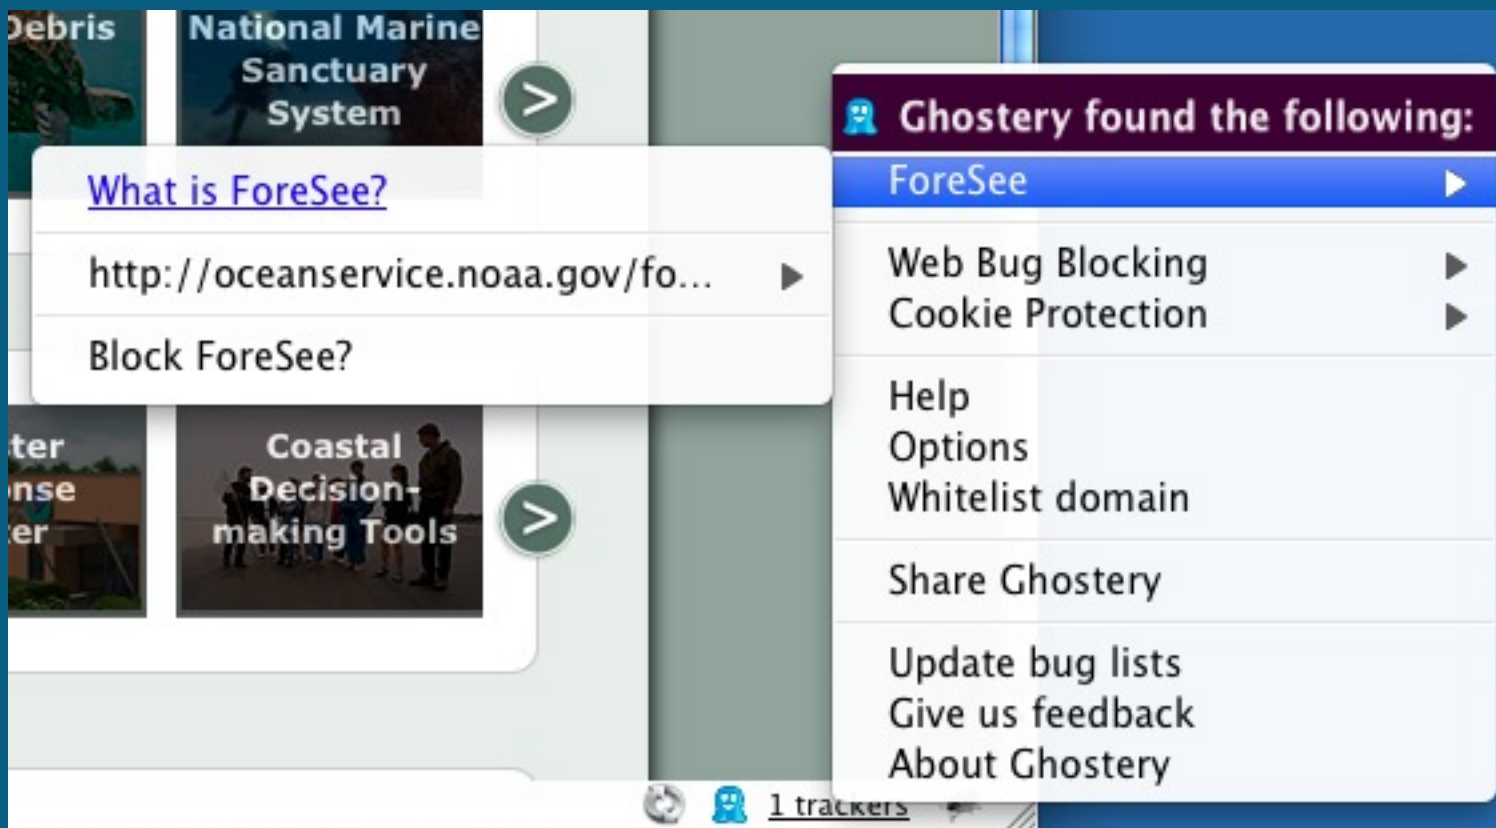 Debris
National Marine
Sanctuary
System
>
Ghostery found the following:
ForeSee
What is ForeSee?
http://oceanservice.noaa.gov/fo...
Block ForeSee?
Web Bug Blocking
Cookie Protection
Help
Options
Whitelist domain
Share Ghostery
Update bug lists
Give us feedback
About Ghostery
ter
nse
er
Coastal
Decision-
making Tools
>
1 trackers